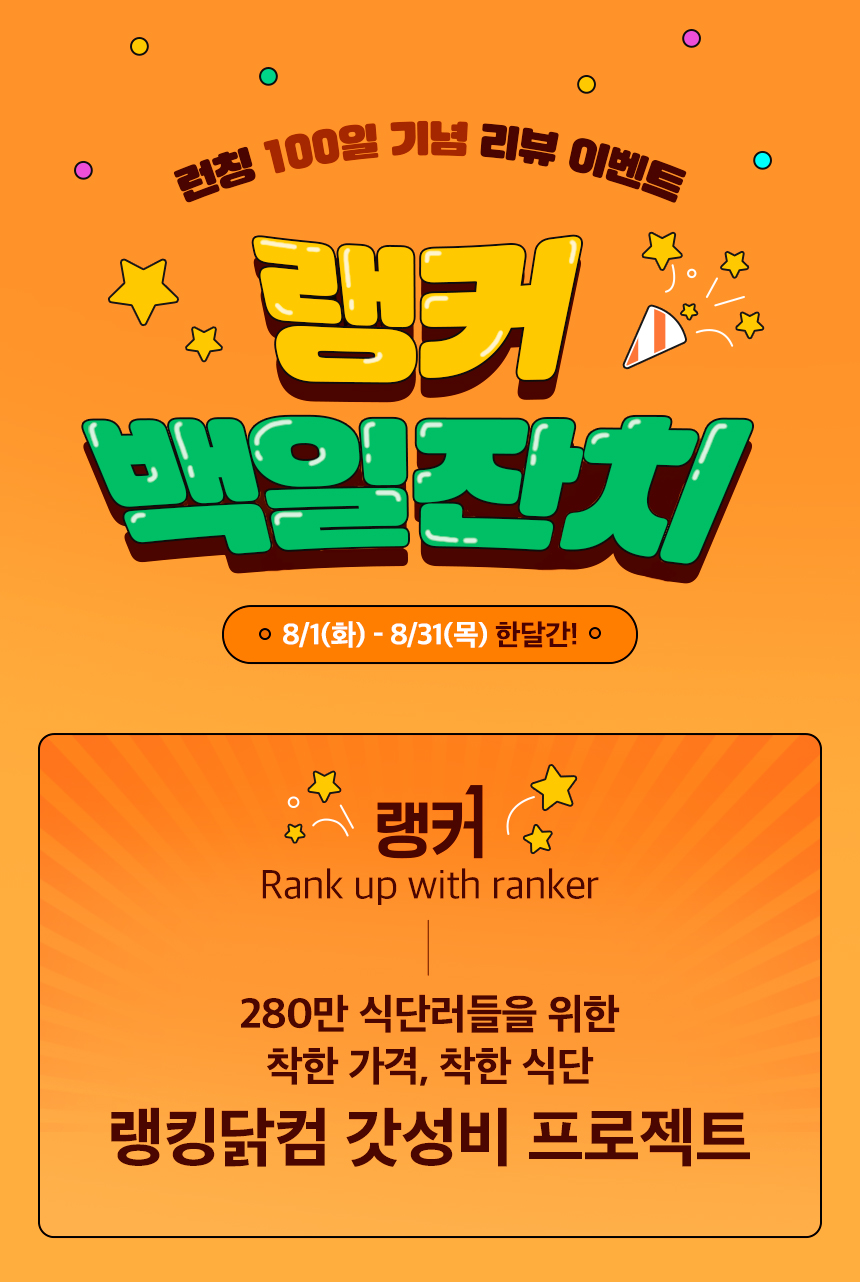 런칭 100일 기념 리뷰 이벤트
랭커
백일잔치
8/1(화) - 8/31(목) 한달간!
랭커
Rank up with ranker
280만 식단러들을 위한
착한 가격, 착한 식단
랭킹닭컴 갓성비 프로젝트